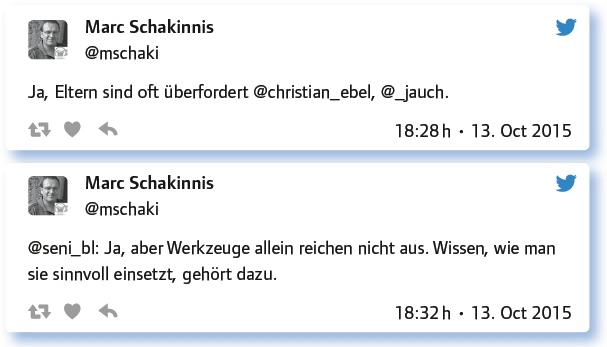 Marc Schakinnis
@mschaki
Ja, Eltern sind oft überfordert @christian_ebel, @_jauch.
18:28 h • 13. Oct 2015
Marc Schakinnis
@mschaki
@seni_bl: Ja, aber Werkzeuge allein reichen nicht aus. Wissen, wie man
sie sinnvoll einsetzt, gehört dazu.
18:32 h • 13. Oct 2015